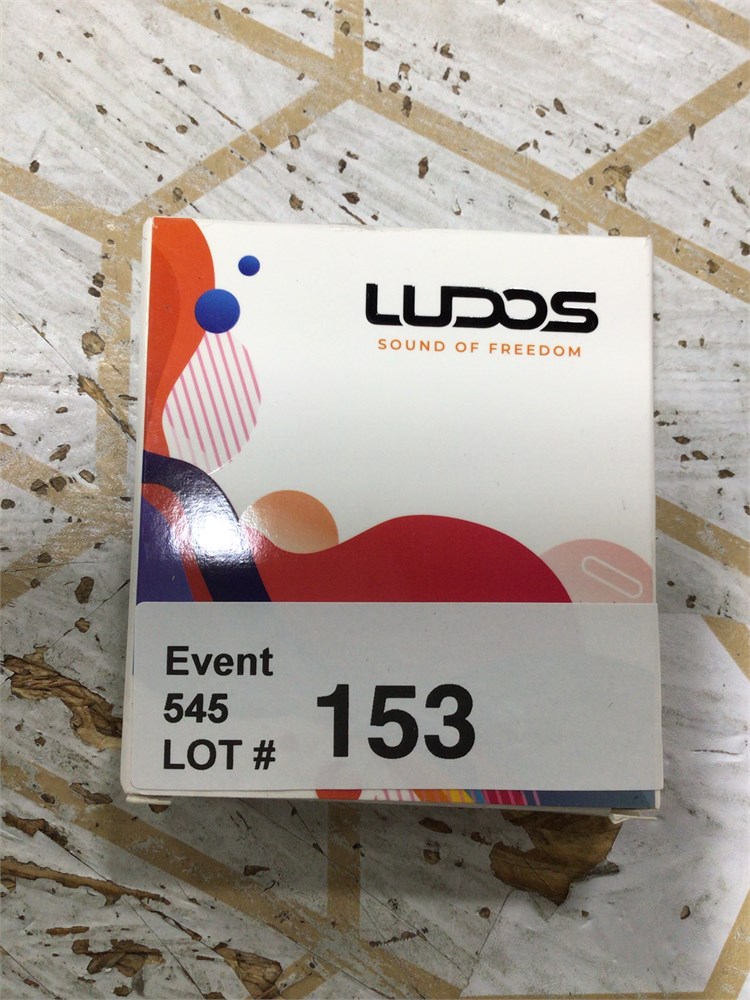 LUDOS
SOUND OF FREEDOM
Event
545
LOT # 153